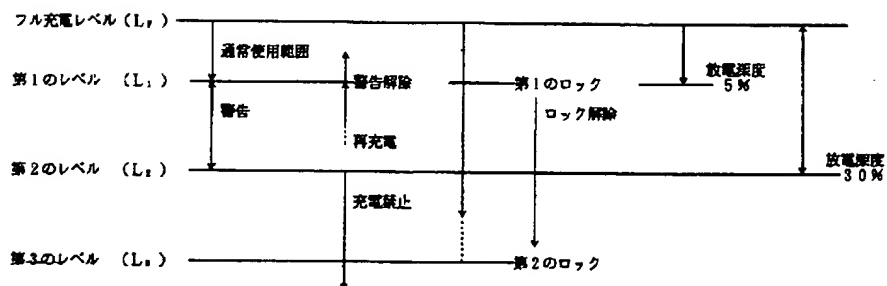 フル充電レベル(L_F)
通常使用範囲
第1のレベル (L₁)
警告解除
第1のロック
放電深度
5%
警告
ロック解除
再充電
第2のレベル (L₂)
放電深度
30%
充電禁止
第3のレベル (L₃)
第2のロック